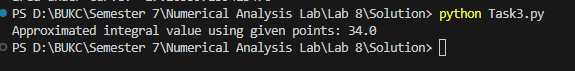 PS D:\BUKC\Semester 7\Numerical Analysis Lab\Lab 8\Solution> python Task3.py
Approximated integral value using given points: 34.0
PS D:\BUKC\Semester 7\Numerical Analysis Lab\Lab 8\Solution>